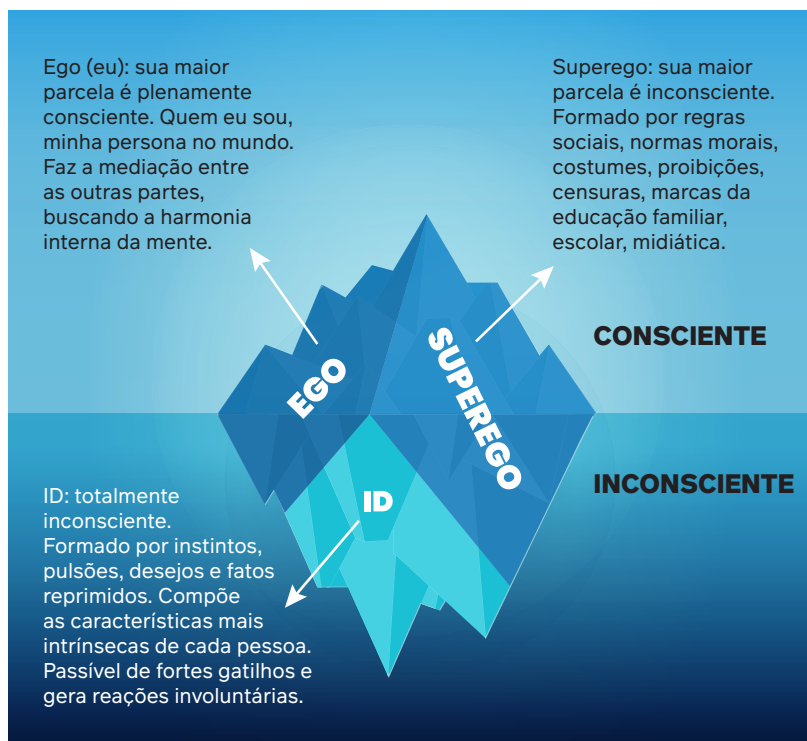 Ego (eu): sua maior
parcela é plenamente
consciente. Quem eu sou,
minha persona no mundo.
Faz a mediação entre
as outras partes,
buscando a harmonia
interna da mente.
Superego: sua maior
parcela é inconsciente.
Formado por regras
sociais, normas morais,
costumes, proibições,
censuras, marcas da
educação familiar,
escolar, midiática.
CONSCIENTE
EGO
SUPEREGO
INCONSCIENTE
ID
ID: totalmente
inconsciente.
Formado por instintos,
pulsões, desejos e fatos
reprimidos. Compõe
as características mais
intrínsecas de cada pessoa.
Passível de fortes gatilhos e
gera reações involuntárias.